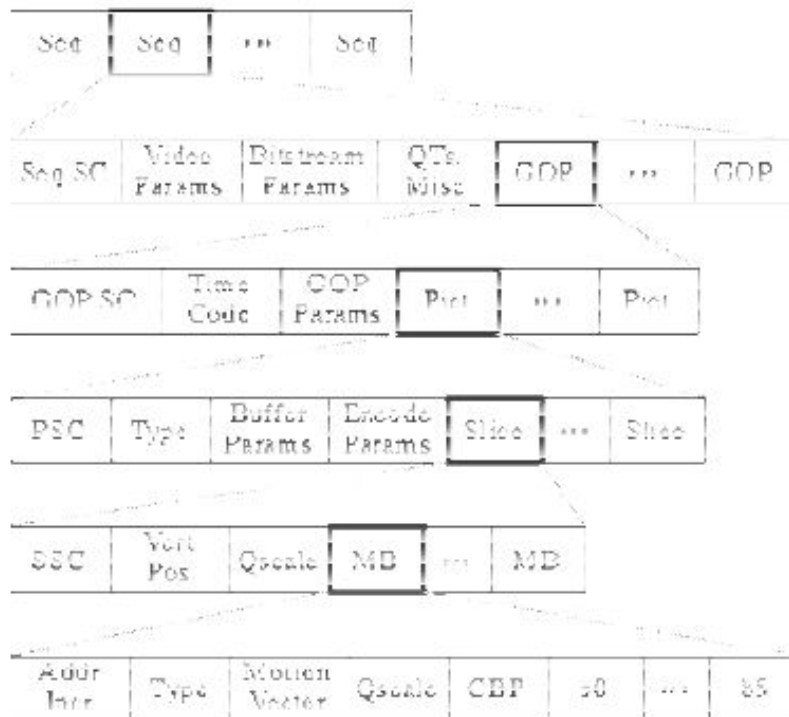 Seq Seq ... Seq
Seq SC Video Params Bitstream Params QTs, Misc GOP ... GOP
GOP SC Time Code GOP Params Pict ... Pict
PSC Type Buffer Params Encode Params Slice ... Slice
SSC Vert Pos Qscale MB ... MB
Addr Incr Type Motion Vector Qscale CBP b0 ... b5